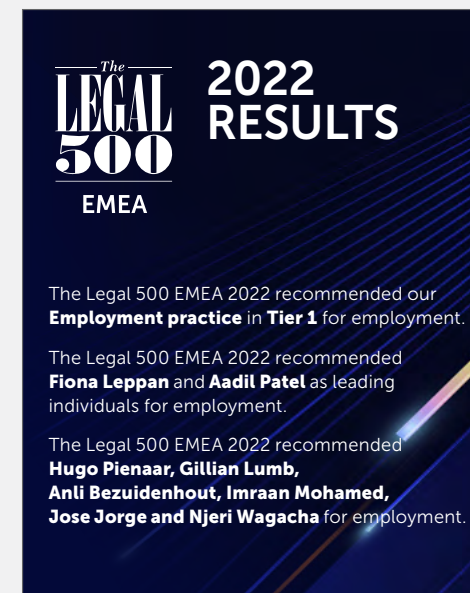 The
LEGAL
500
EMEA
2022
RESULTS
The Legal 500 EMEA 2022 recommended our
Employment practice in Tier 1 for employment.
The Legal 500 EMEA 2022 recommended
Fiona Leppan and Aadil Patel as leading
individuals for employment.
The Legal 500 EMEA 2022 recommended
Hugo Pienaar, Gillian Lumb,
Anli Bezuidenhout, Imraan Mohamed,
Jose Jorge and Njeri Wagacha for employment.